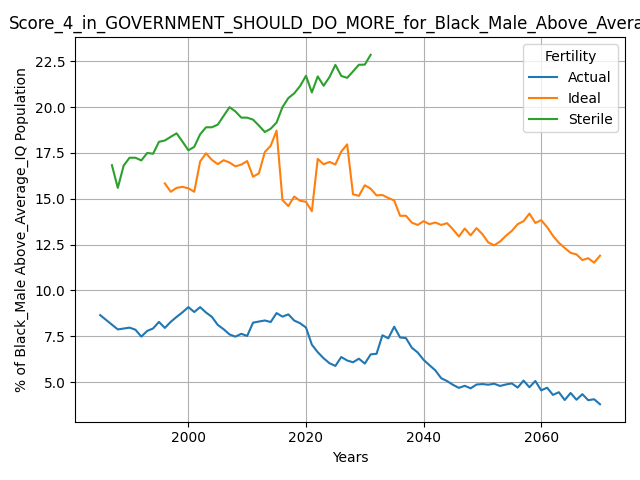 Score_4_in_GOVERNMENT_SHOULD_DO_MORE_for_Black_Male_Above_Avera
Fertility
Actual
Ideal
Sterile
% of Black_Male Above_Average_IQ Population
22.5
20.0
17.5
15.0
12.5
10.0
7.5
5.0
2000 2020 2040 2060
Years